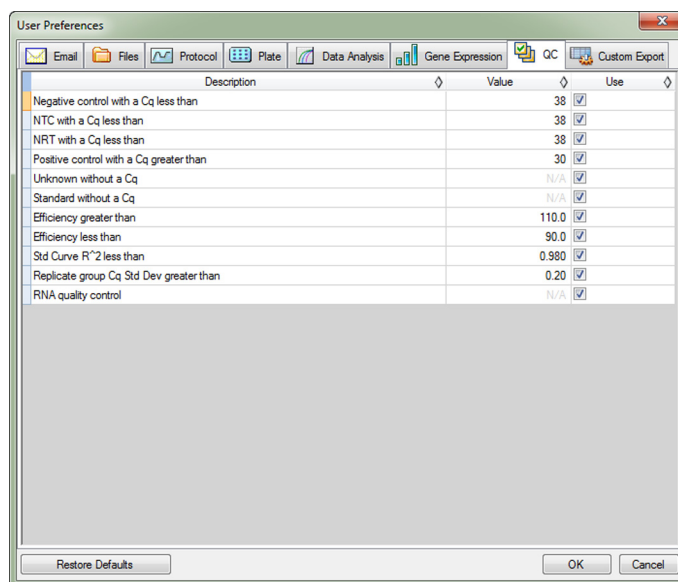 User Preferences
Email Files Protocol Plate Data Analysis Gene Expression QC Custom Export
Description Value Use
Negative control with a Cq less than 38
NTC with a Cq less than 38
NRT with a Cq less than 38
Positive control with a Cq greater than 30
Unknown without a Cq N/A
Standard without a Cq N/A
Efficiency greater than 110.0
Efficiency less than 90.0
Std Curve R^2 less than 0.980
Replicate group Cq Std Dev greater than 0.20
RNA quality control N/A
Restore Defaults OK Cancel